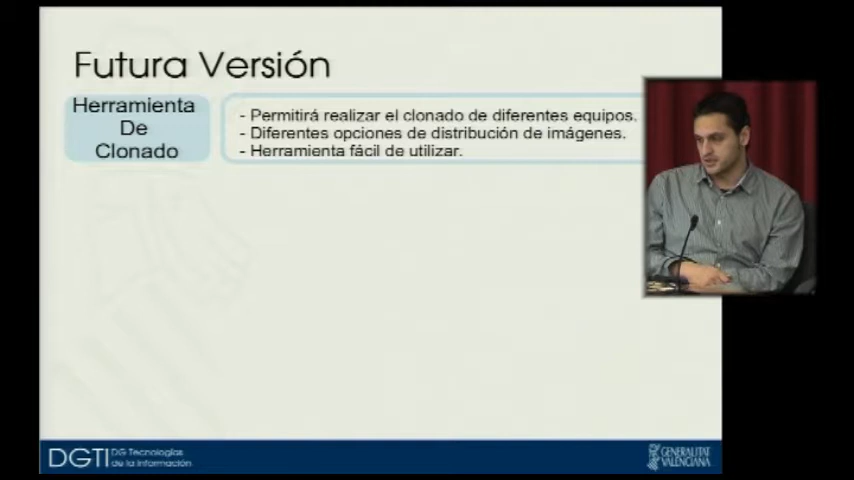 Futura Versión
Herramienta
De
Clonado
- Permitirá realizar el clonado de diferentes equipos.
- Diferentes opciones de distribución de imágenes.
- Herramienta fácil de utilizar.
DGTI
DG Tecnologías
de la Información
GENERALITAT
VALENCIANA